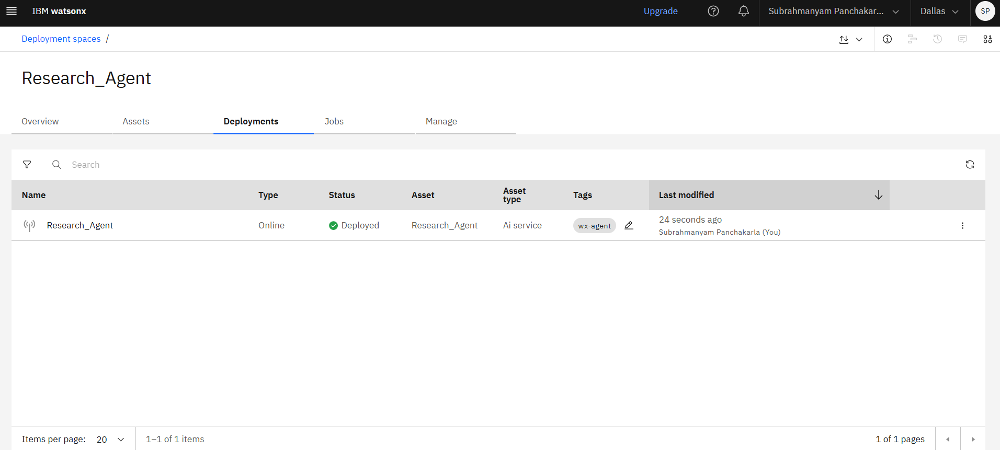 IBM watsonx
Upgrade
Subrahmanyam Panchakar...
Dallas
SP
Deployment spaces /
Research_Agent
Overview
Assets
Deployments
Jobs
Manage
Search
Name
Type
Status
Asset
Asset type
Tags
Last modified
Research_Agent
Online
Deployed
Research_Agent
Ai service
wx-agent
24 seconds ago
Subrahmanyam Panchakarla (You)
Items per page: 20
1–1 of 1 items
1 of 1 pages